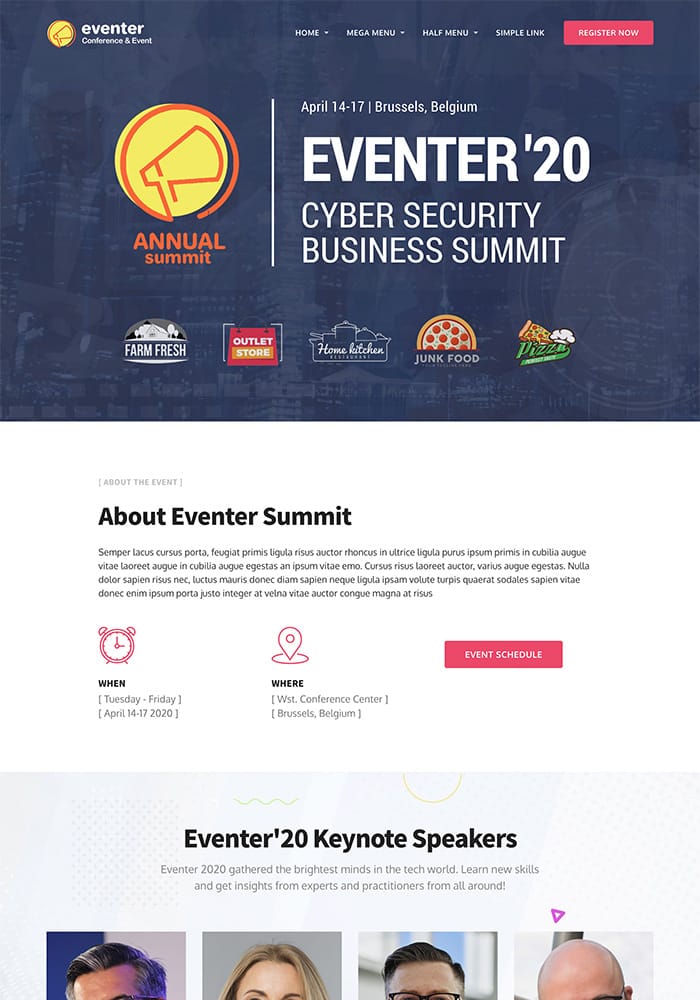 eventer
Conference & Event
HOME
MEGA MENU
HALF MENU
SIMPLE LINK
REGISTER NOW
April 14-17 | Brussels, Belgium
EVENTER '20
CYBER SECURITY
BUSINESS SUMMIT
ANNUAL
summit
FARM FRESH
OUTLET
STORE
Home kitchen
RESTAURANT
JUNK FOOD
YOUR TAGLINE HERE
Pizza
[ ABOUT THE EVENT ]
About Eventer Summit
Semper lacus cursus porta, feugiat primis ligula risus auctor rhoncus in ultrice ligula purus ipsum primis in cubilia augue
vitae laoreet augue in cubilia augue egestas an ipsum vitae emo. Cursus risus laoreet auctor, varius augue egestas. Nulla
dolor sapien risus nec, luctus mauris donec diam sapien neque ligula ipsam volute turpis quaerat sodales sapien vitae
donec enim ipsum porta justo integer at velna vitae auctor congue magna at risus
WHEN
[ Tuesday - Friday ]
[ April 14-17 2020 ]
WHERE
[ Wst. Conference Center ]
[ Brussels, Belgium ]
EVENT SCHEDULE
Eventer'20 Keynote Speakers
Eventer 2020 gathered the brightest minds in the tech world. Learn new skills
and get insights from experts and practitioners from all around!